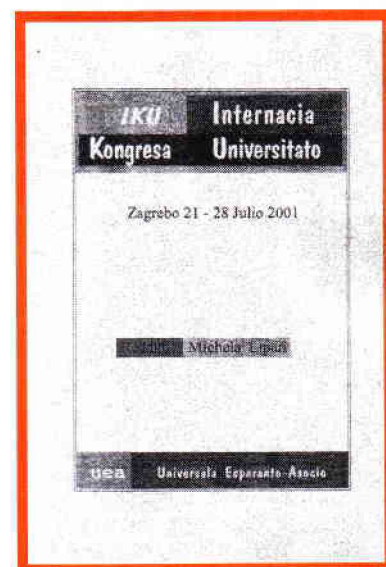 IKU Internacia
Kongresa Universitato
Zagrebo 21 - 28 Julio 2001
Michela Lipari
uea Universala Esperanto-Asocio